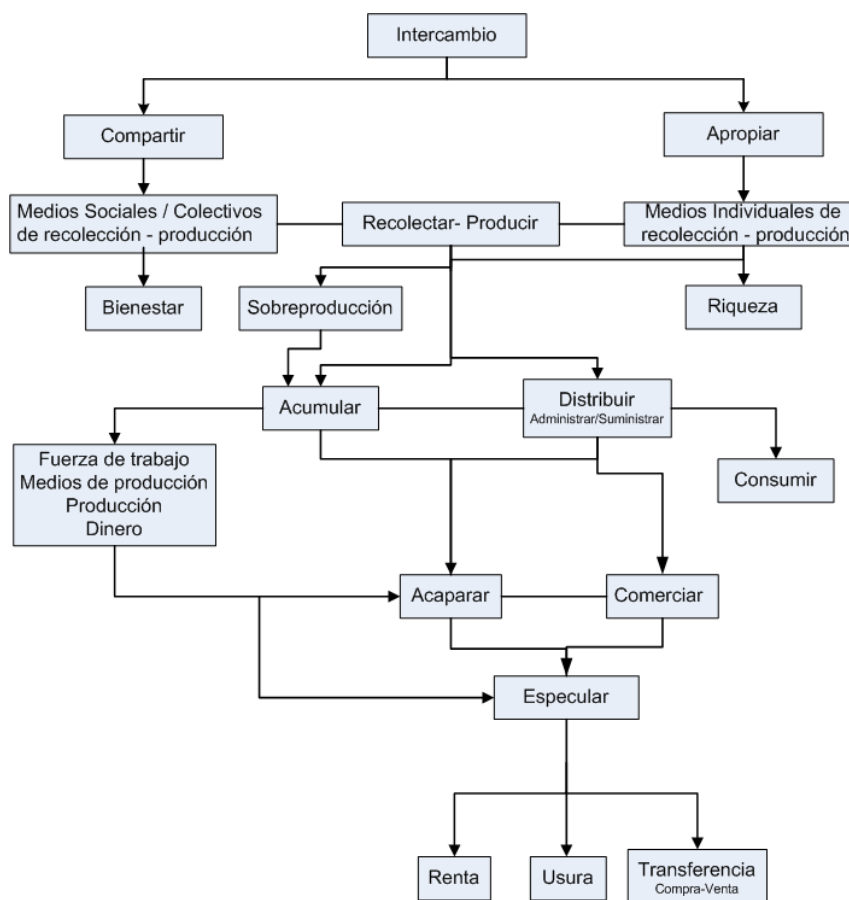 Intercambio
Compartir
Apropiar
Medios Sociales / Colectivos
de recolección - producción
Recolectar- Producir
Medios Individuales de
recolección - producción
Bienestar
Sobreproducción
Riqueza
Acumular
Distribuir
Administrar/Suministrar
Fuerza de trabajo
Medios de producción
Producción
Dinero
Consumir
Acaparar
Comerciar
Especular
Renta
Usura
Transferencia
Compra-Venta